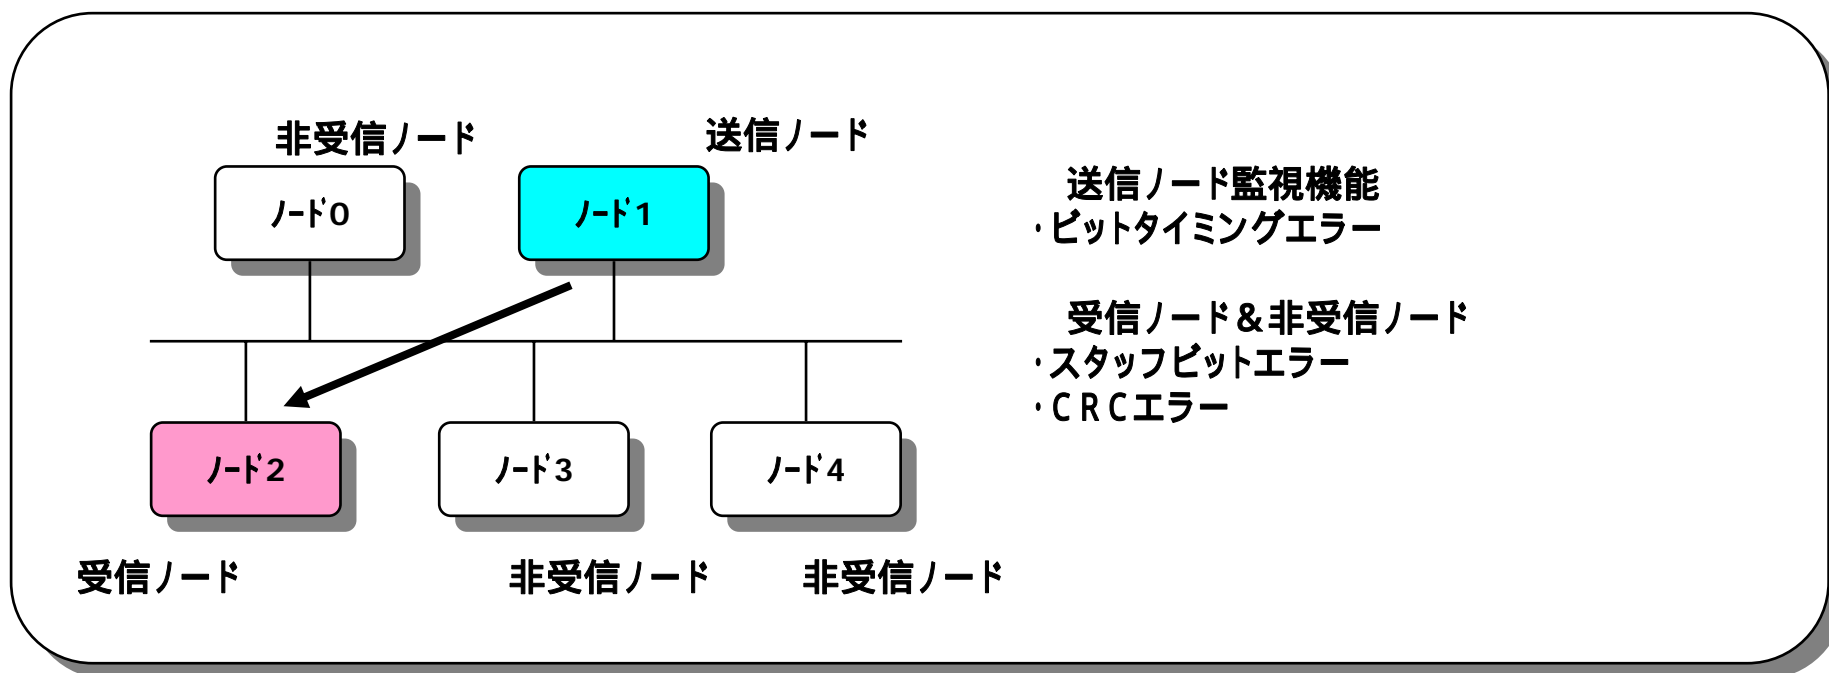 非受信ノード
送信ノード
ﾉｰﾄﾞ0
ﾉｰﾄﾞ1
ﾉｰﾄﾞ2
ﾉｰﾄﾞ3
ﾉｰﾄﾞ4
受信ノード
非受信ノード
非受信ノード
送信ノード監視機能
・ビットタイミングエラー
受信ノード＆非受信ノード
・スタッフビットエラー
・ＣＲＣエラー